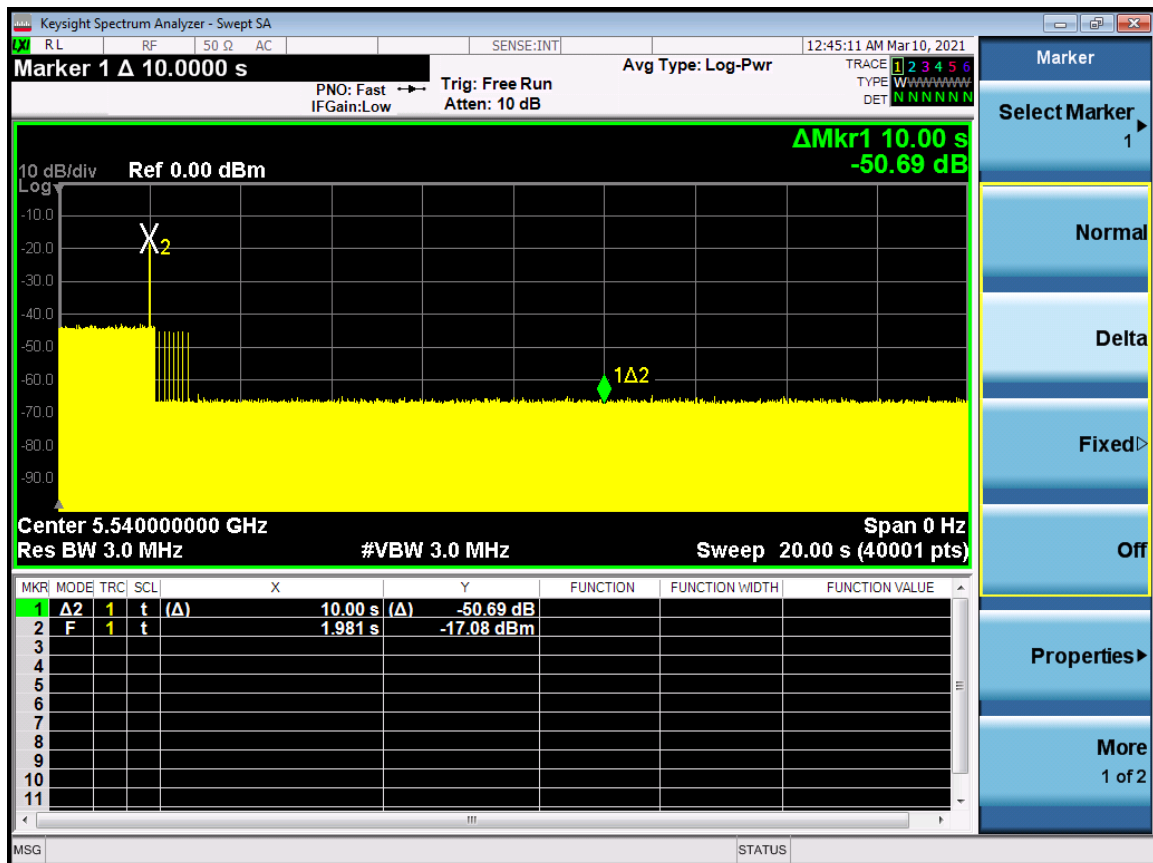 Keysight Spectrum Analyzer - Swept SA
LXI RL RF 50 Ω AC SENSE:INT 12:45:11 AM Mar 10, 2021
Marker 1 Δ 10.0000 s
PNO: Fast
IFGain:Low
Trig: Free Run
Atten: 10 dB
Avg Type: Log-Pwr
TRACE 1 2 3 4 5 6
TYPE WWWWWW
DET N N N N N N
ΔMkr1 10.00 s
-50.69 dB
10 dB/div Ref 0.00 dBm
Log
-10.0
-20.0
-30.0
-40.0
-50.0
-60.0
-70.0
-80.0
-90.0
2
1Δ2
Center 5.540000000 GHz Span 0 Hz
Res BW 3.0 MHz #VBW 3.0 MHz Sweep 20.00 s (40001 pts)
MKR MODE TRC SCL X Y FUNCTION FUNCTION WIDTH FUNCTION VALUE
1 Δ2 1 t (Δ) 10.00 s (Δ) -50.69 dB
2 F 1 t 1.981 s -17.08 dBm
3
4
5
6
7
8
9
10
11
MSG STATUS
Marker
Select Marker
1
Normal
Delta
Fixed
Off
Properties
More
1 of 2